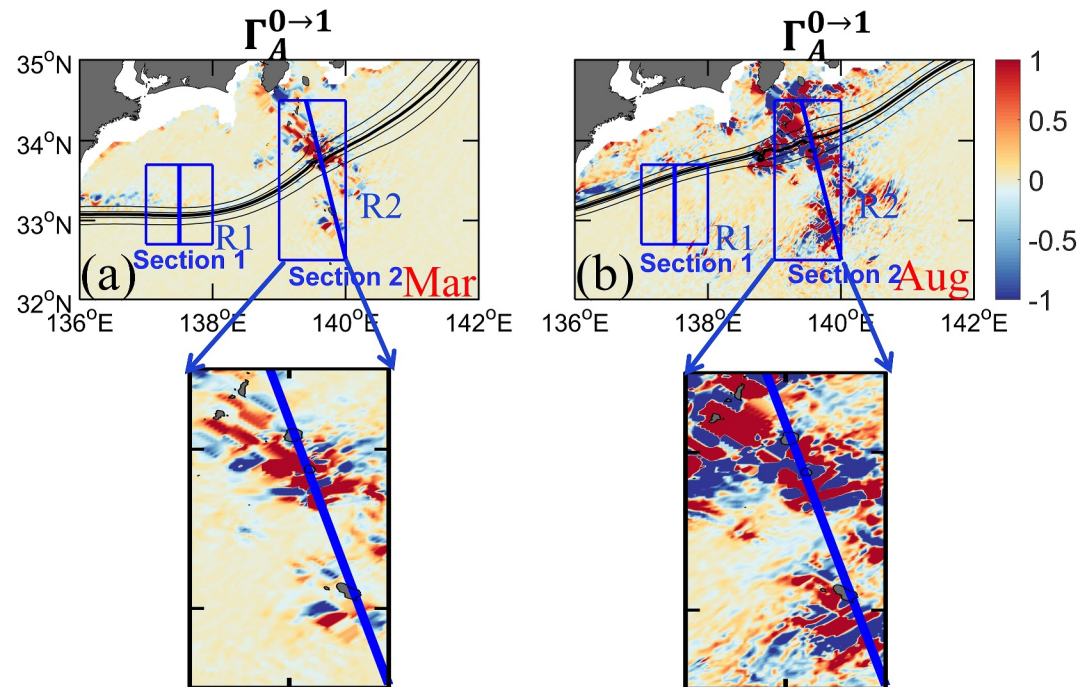 Γ_A^{0→1} Γ_A^{0→1}
35°N 1
34°N 0.5
R2 R2 0
33°N R1 R1 -0.5
Section 1 Section 1
(a) Section 2 Mar (b) Section 2 Aug -1
32°N
136°E 138°E 140°E 142°E 136°E 138°E 140°E 142°E